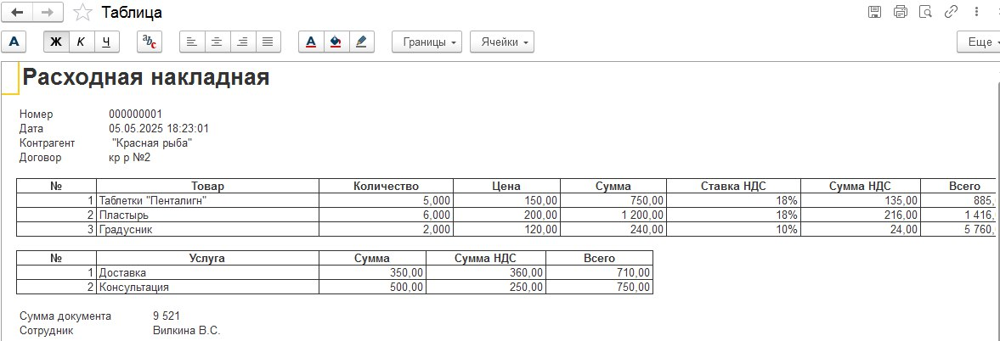 Таблица
А Ж К Ч abc А Границы Ячейки Еще
Расходная накладная
Номер 000000001
Дата 05.05.2025 18:23:01
Контрагент "Красная рыба"
Договор кр р №2
№ Товар Количество Цена Сумма Ставка НДС Сумма НДС Всего
1 Таблетки "Пенталигн" 5,000 150,00 750,00 18% 135,00 885,
2 Пластырь 6,000 200,00 1 200,00 18% 216,00 1 416,
3 Градусник 2,000 120,00 240,00 10% 24,00 5 760,
№ Услуга Сумма Сумма НДС Всего
1 Доставка 350,00 360,00 710,00
2 Консультация 500,00 250,00 750,00
Сумма документа 9 521
Сотрудник Вилкина В.С.